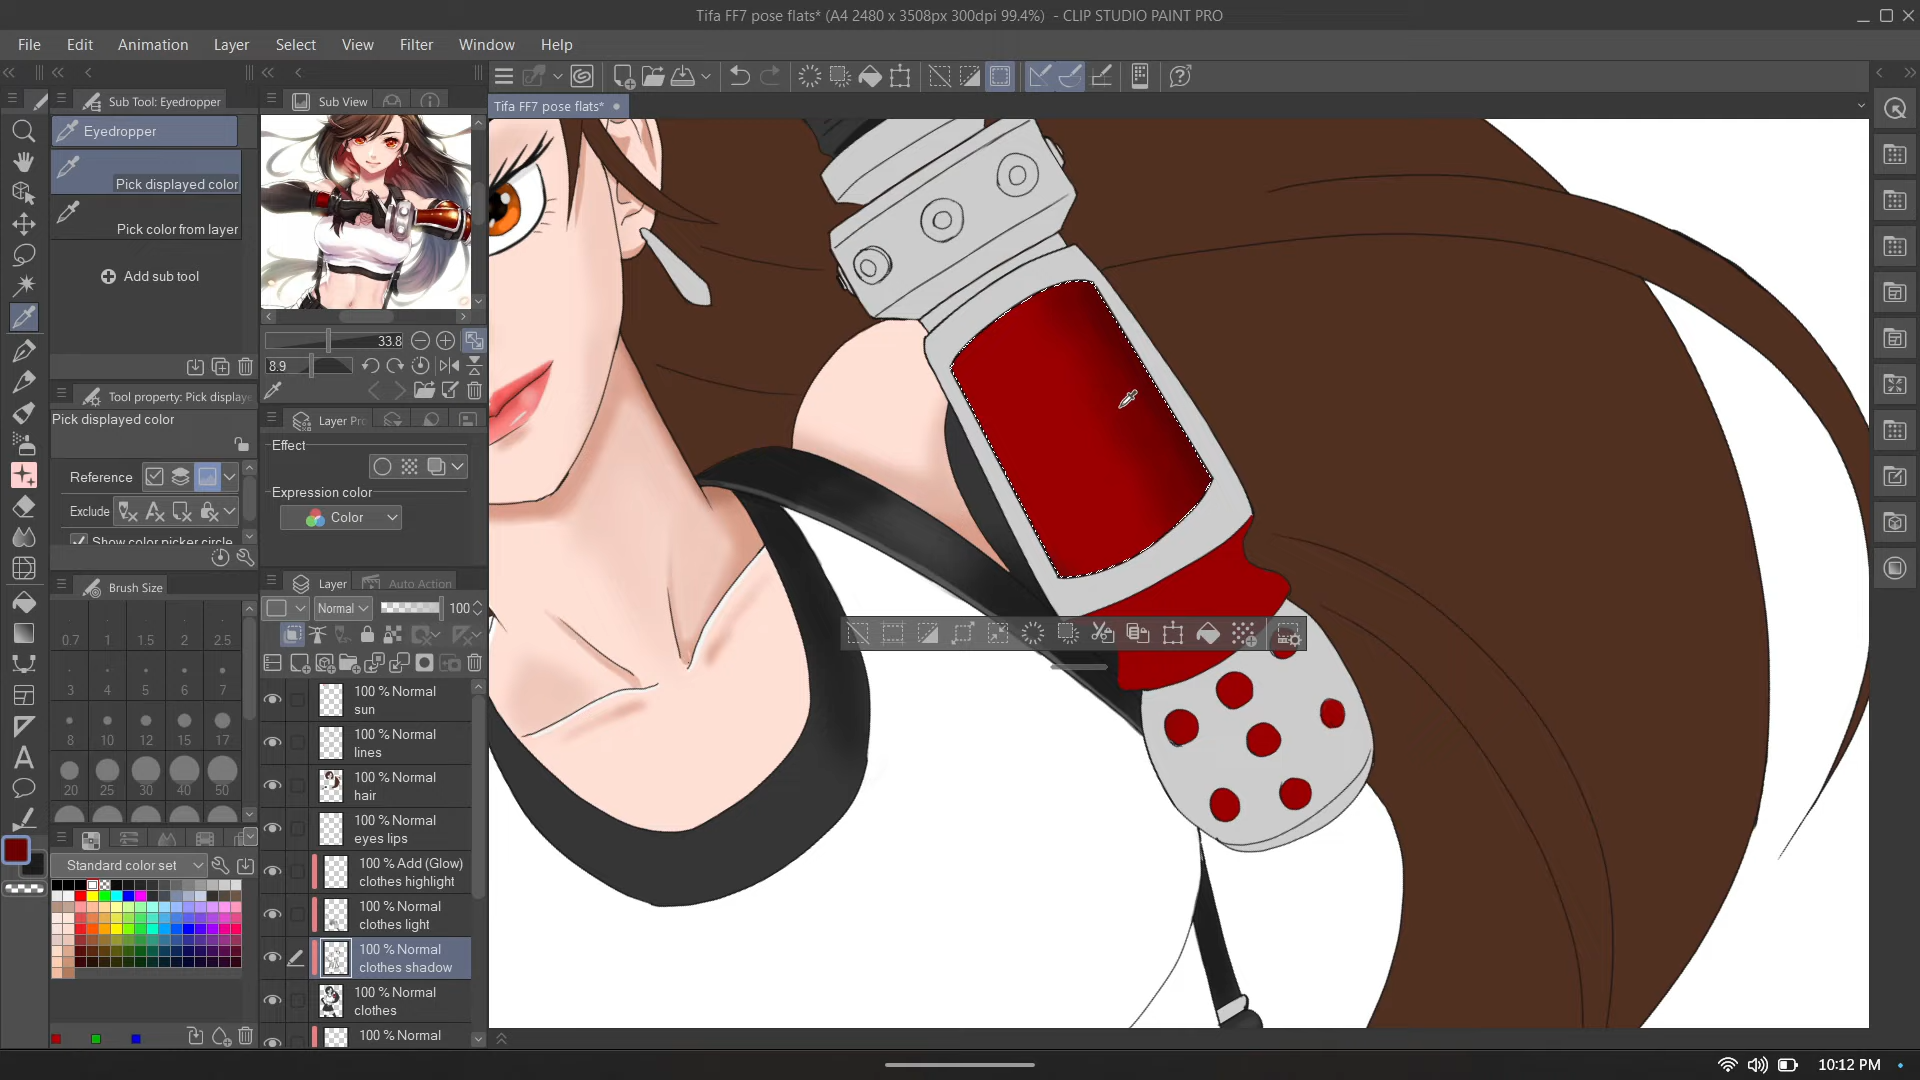 Tifa FF7 pose flats* (A4 2480 x 3508px 300dpi 99.4%) - CLIP STUDIO PAINT PRO
File Edit Animation Layer Select View Filter Window Help
Sub Tool: Eyedropper
Eyedropper
Pick displayed color
Pick color from layer
Add sub tool
Tool property: Pick displaye
Pick displayed color
Reference
Exclude
Show color picker circle
Brush Size
0.7 1 1.5 2 2.5
3 4 5 6 7
8 10 12 15 17
20 25 30 40 50
Standard color set
Sub View
33.8
8.9
Layer Pr
Effect
Expression color
Color
Layer
Auto Action
Normal
100
100 % Normal
sun
100 % Normal
lines
100 % Normal
hair
100 % Normal
eyes lips
100 % Add (Glow)
clothes highlight
100 % Normal
clothes light
100 % Normal
clothes shadow
100 % Normal
clothes
100 % Normal
Tifa FF7 pose flats*
10:12 PM